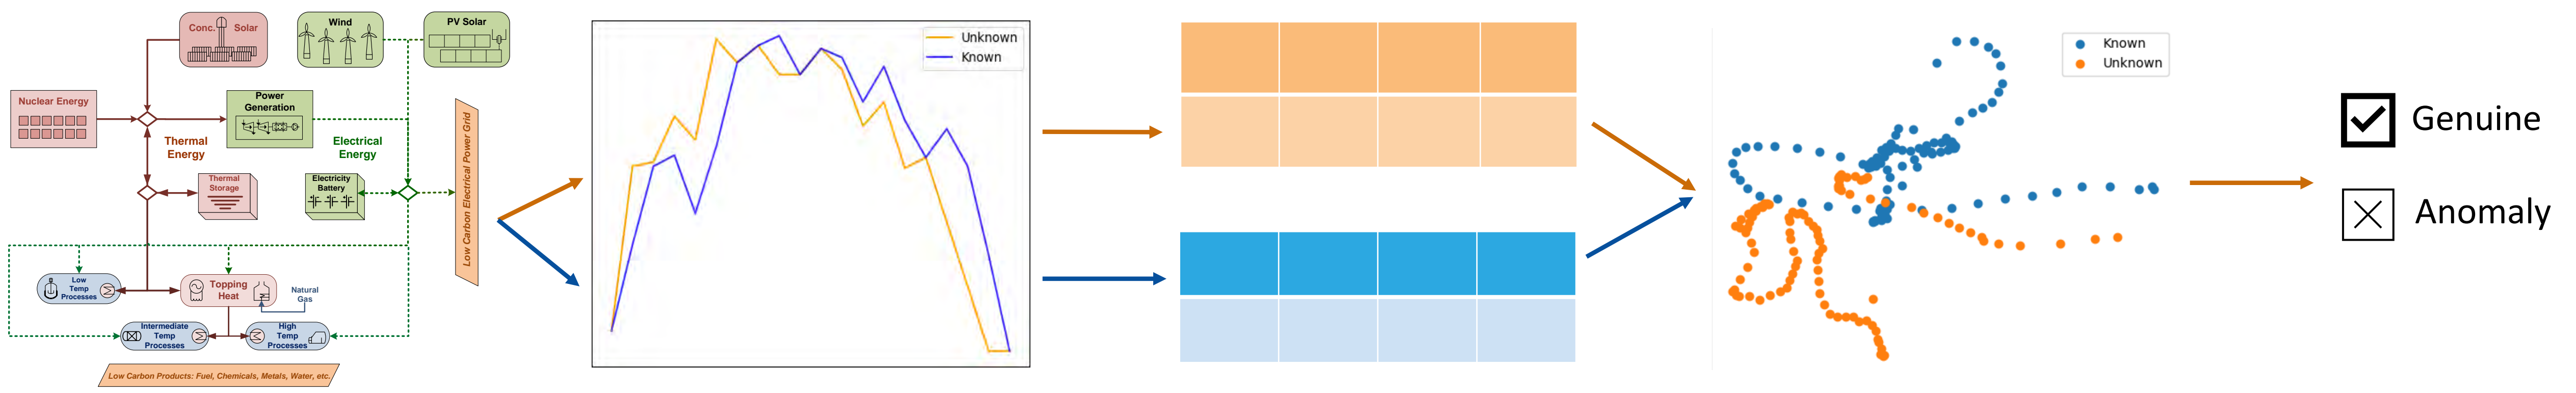 Conc. Solar
Wind
PV Solar
Nuclear Energy
Power
Generation
Thermal
Energy
Electrical
Energy
Thermal
Storage
Electricity
Battery
Low Carbon Electrical Power Grid
Low
Temp
Processes
Topping
Heat
Natural
Gas
Intermediate
Temp
Processes
High
Temp
Processes
Low Carbon Products: Fuel, Chemicals, Metals, Water, etc.
Unknown
Known
Known
Unknown
Genuine
Anomaly